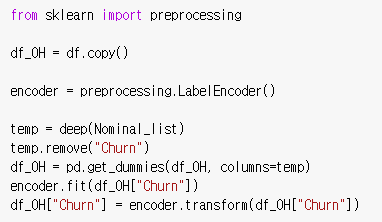 from sklearn import preprocessing
df_OH = df.copy()
encoder = preprocessing.LabelEncoder()
temp = deep(Nominal_list)
temp.remove("Churn")
df_OH = pd.get_dummies(df_OH, columns=temp)
encoder.fit(df_OH["Churn"])
df_OH["Churn"] = encoder.transform(df_OH["Churn"])